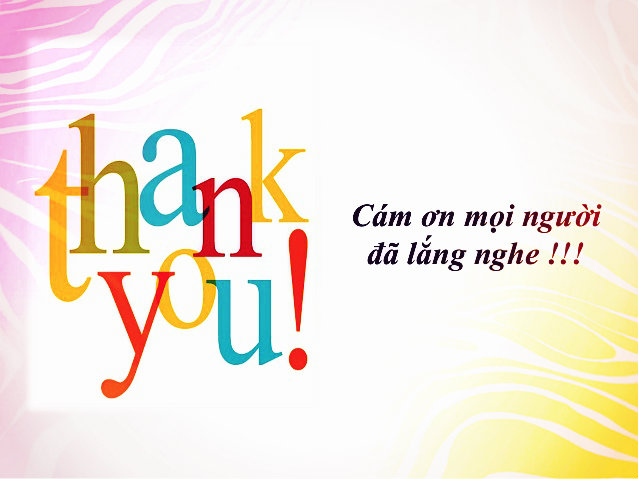 thank
you!
Cám ơn mọi người
đã lắng nghe !!!